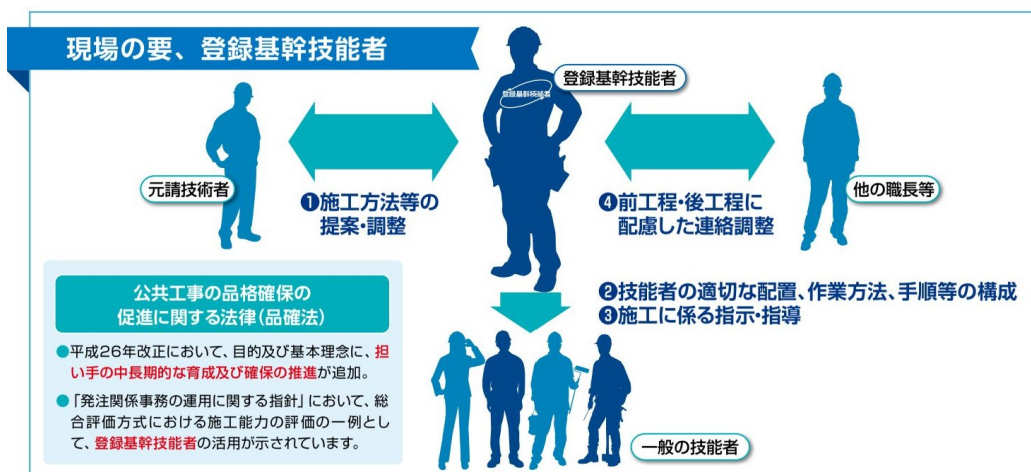 現場の要、登録基幹技能者
登録基幹技能者
登録基幹技能者
元請技術者
他の職長等
❶施工方法等の
提案・調整
❹前工程・後工程に
配慮した連絡調整
公共工事の品格確保の
促進に関する法律(品確法)
●平成26年改正において、目的及び基本理念に、担
い手の中長期的な育成及び確保の推進が追加。
●「発注関係事務の運用に関する指針」において、総
合評価方式における施工能力の評価の一例とし
て、登録基幹技能者の活用が示されています。
❷技能者の適切な配置、作業方法、手順等の構成
❸施工に係る指示・指導
一般の技能者